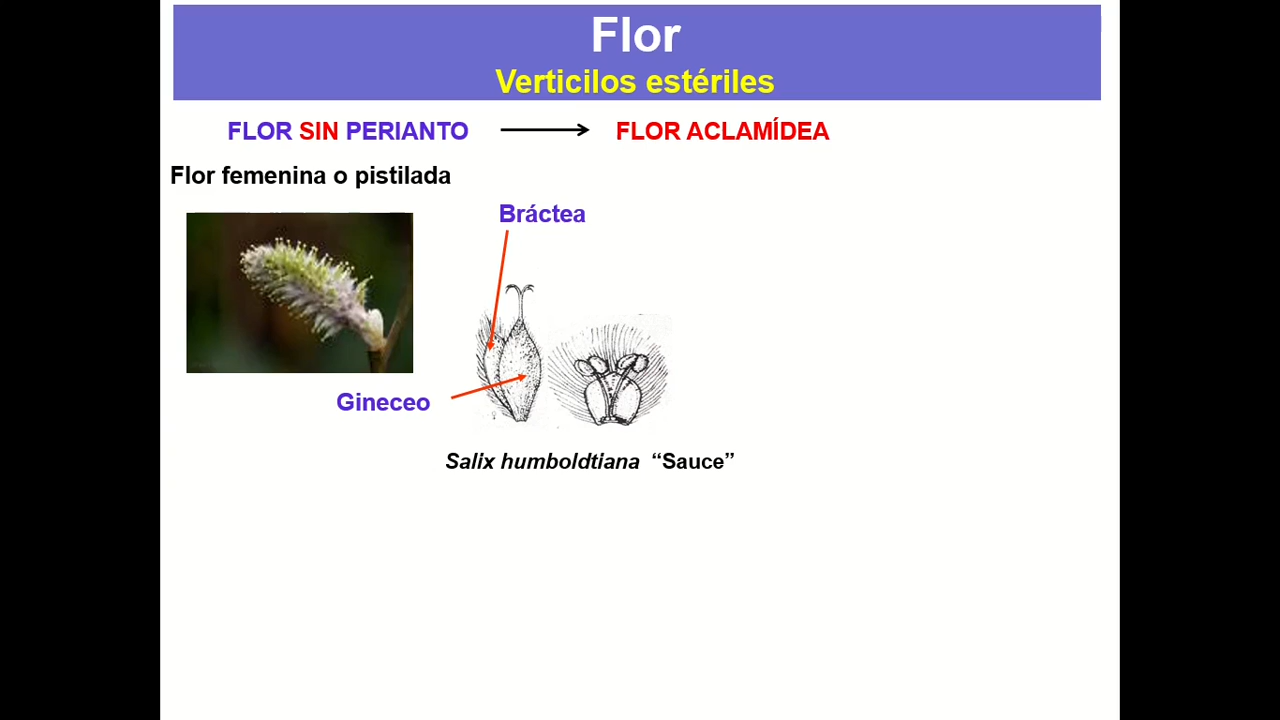 Flor
Verticilos estériles
FLOR SIN PERIANTO
FLOR ACLAMÍDEA
Flor femenina o pistilada
Bráctea
Gineceo
Salix humboldtiana “Sauce”